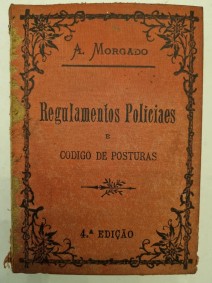 A. MORGADO
Regulamentos Policiaes
E
CODIGO DE POSTURAS
4.ª EDIÇÃO